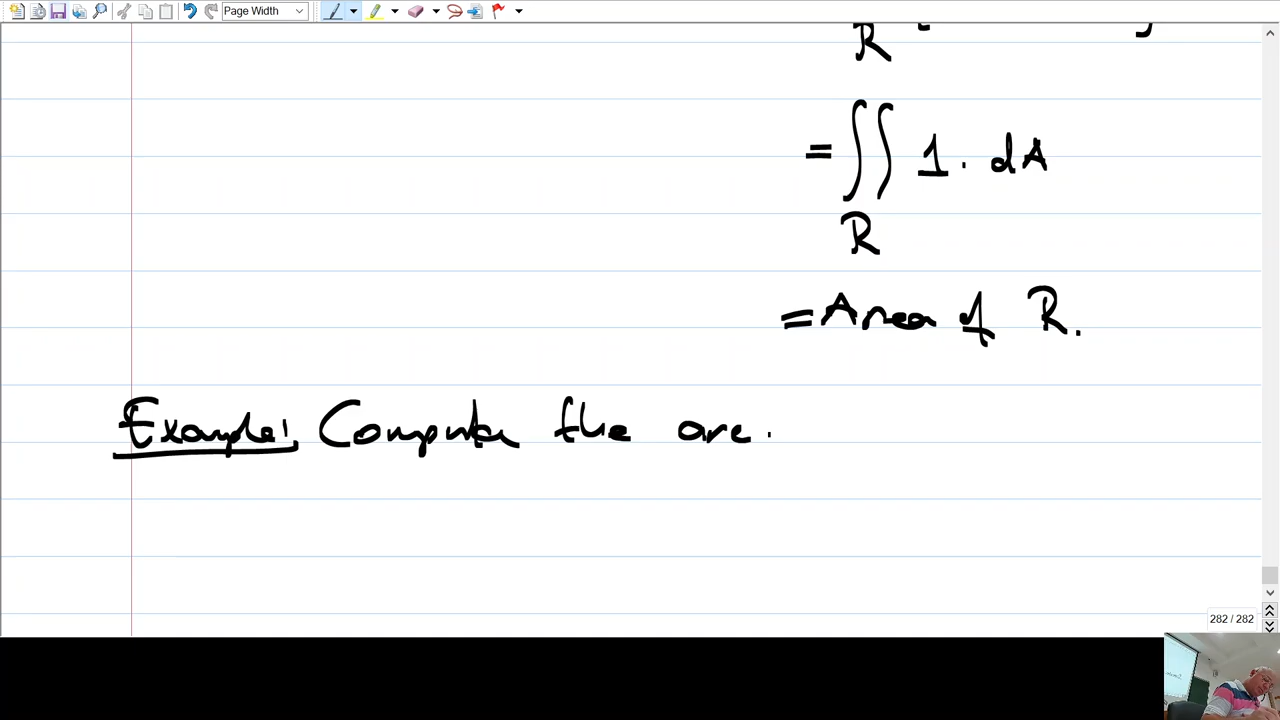 Page Width
R
= ∫∫ 1. dA
R
= Area of R.
Example: Compute the are
282 / 282